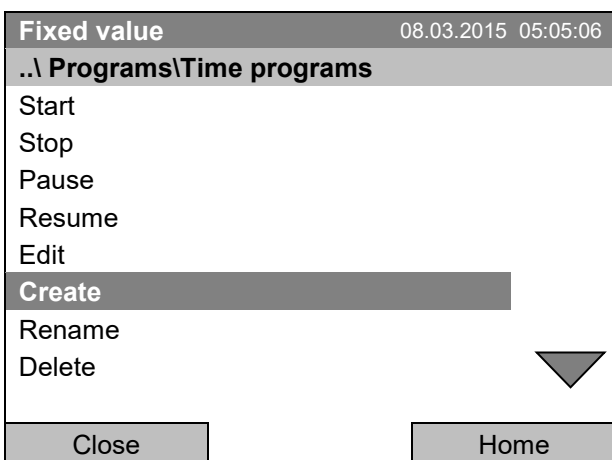 Fixed value 08.03.2015 05:05:06
..\ Programs\Time programs
Start
Stop
Pause
Resume
Edit
Create
Rename
Delete
Close Home